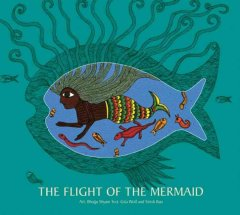 THE FLIGHT OF THE MERMAID
Art: Bhajju Shyam Text: Gita Wolf and Sirish Rao